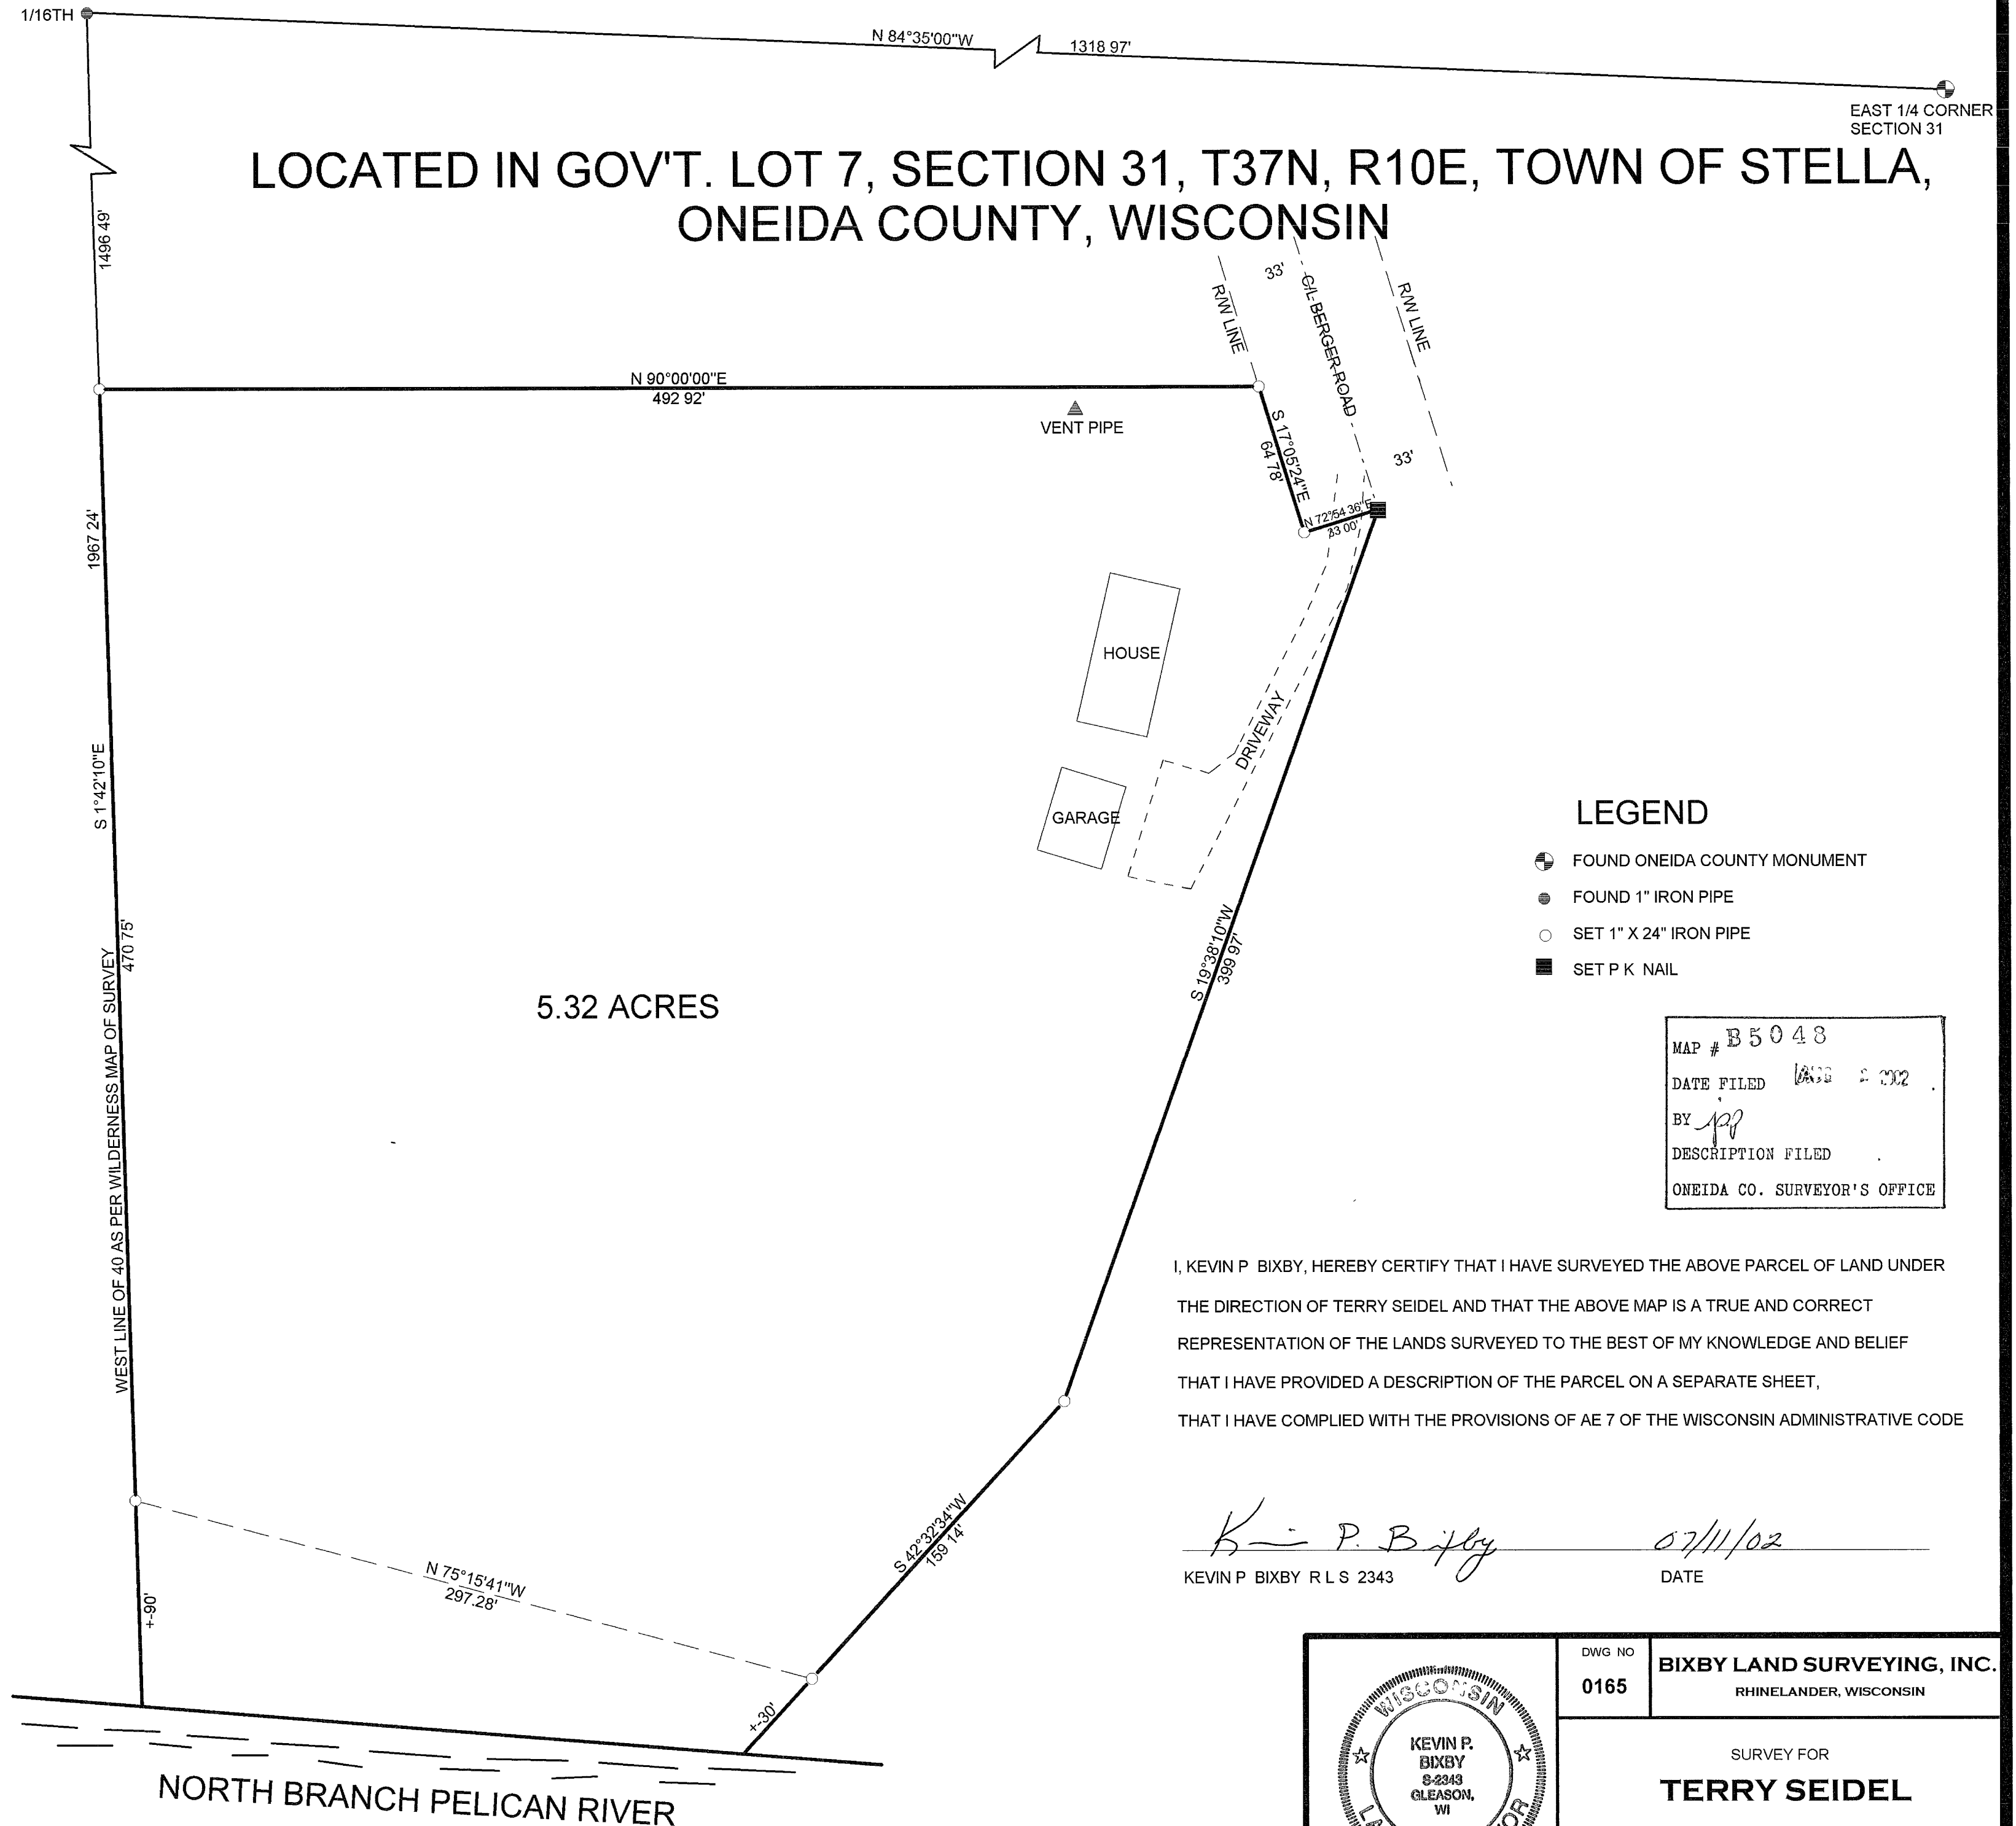 1/16TH
N 84°35'00"W
1318 97'
EAST 1/4 CORNER
SECTION 31
LOCATED IN GOV'T. LOT 7, SECTION 31, T37N, R10E, TOWN OF STELLA,
ONEIDA COUNTY, WISCONSIN
1496 49'
33'
R/W LINE
C/L BERGER ROAD
R/W LINE
N 90°00'00"E
492 92'
VENT PIPE
S 17°05'24"E
64 78'
33'
N 72°54 36"E
33 00'
1967 24'
HOUSE
S 1°42'10"E
DRIVEWAY
GARAGE
470 75'
WEST LINE OF 40 AS PER WILDERNESS MAP OF SURVEY
S 19°38'10"W
399 97'
5.32 ACRES
LEGEND
FOUND ONEIDA COUNTY MONUMENT
FOUND 1" IRON PIPE
SET 1" X 24" IRON PIPE
SET P K NAIL
MAP # B5048
DATE FILED AUG 2002
BY
DESCRIPTION FILED
ONEIDA CO. SURVEYOR'S OFFICE
I, KEVIN P BIXBY, HEREBY CERTIFY THAT I HAVE SURVEYED THE ABOVE PARCEL OF LAND UNDER
THE DIRECTION OF TERRY SEIDEL AND THAT THE ABOVE MAP IS A TRUE AND CORRECT
REPRESENTATION OF THE LANDS SURVEYED TO THE BEST OF MY KNOWLEDGE AND BELIEF
THAT I HAVE PROVIDED A DESCRIPTION OF THE PARCEL ON A SEPARATE SHEET,
THAT I HAVE COMPLIED WITH THE PROVISIONS OF AE 7 OF THE WISCONSIN ADMINISTRATIVE CODE
Kevin P. Bixby 07/11/02
KEVIN P BIXBY R L S 2343 DATE
S 42°32'34"W
159 14'
N 75°15'41"W
297.28'
+-90'
+-30'
NORTH BRANCH PELICAN RIVER
WISCONSIN
KEVIN P.
BIXBY
S-2343
GLEASON,
WI
DWG NO
0165
BIXBY LAND SURVEYING, INC.
RHINELANDER, WISCONSIN
SURVEY FOR
TERRY SEIDEL